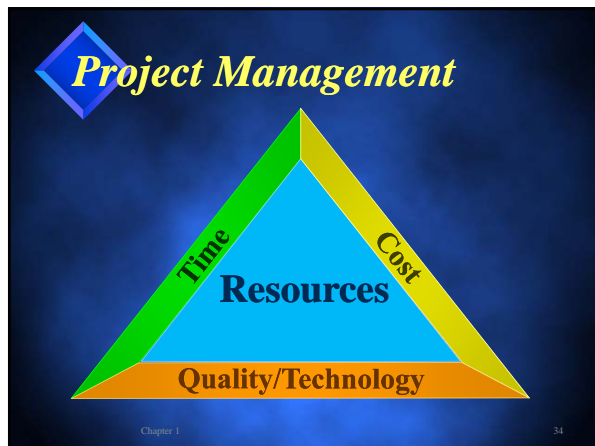 Project Management
Time
Cost
Resources
Quality/Technology
Chapter 1
34